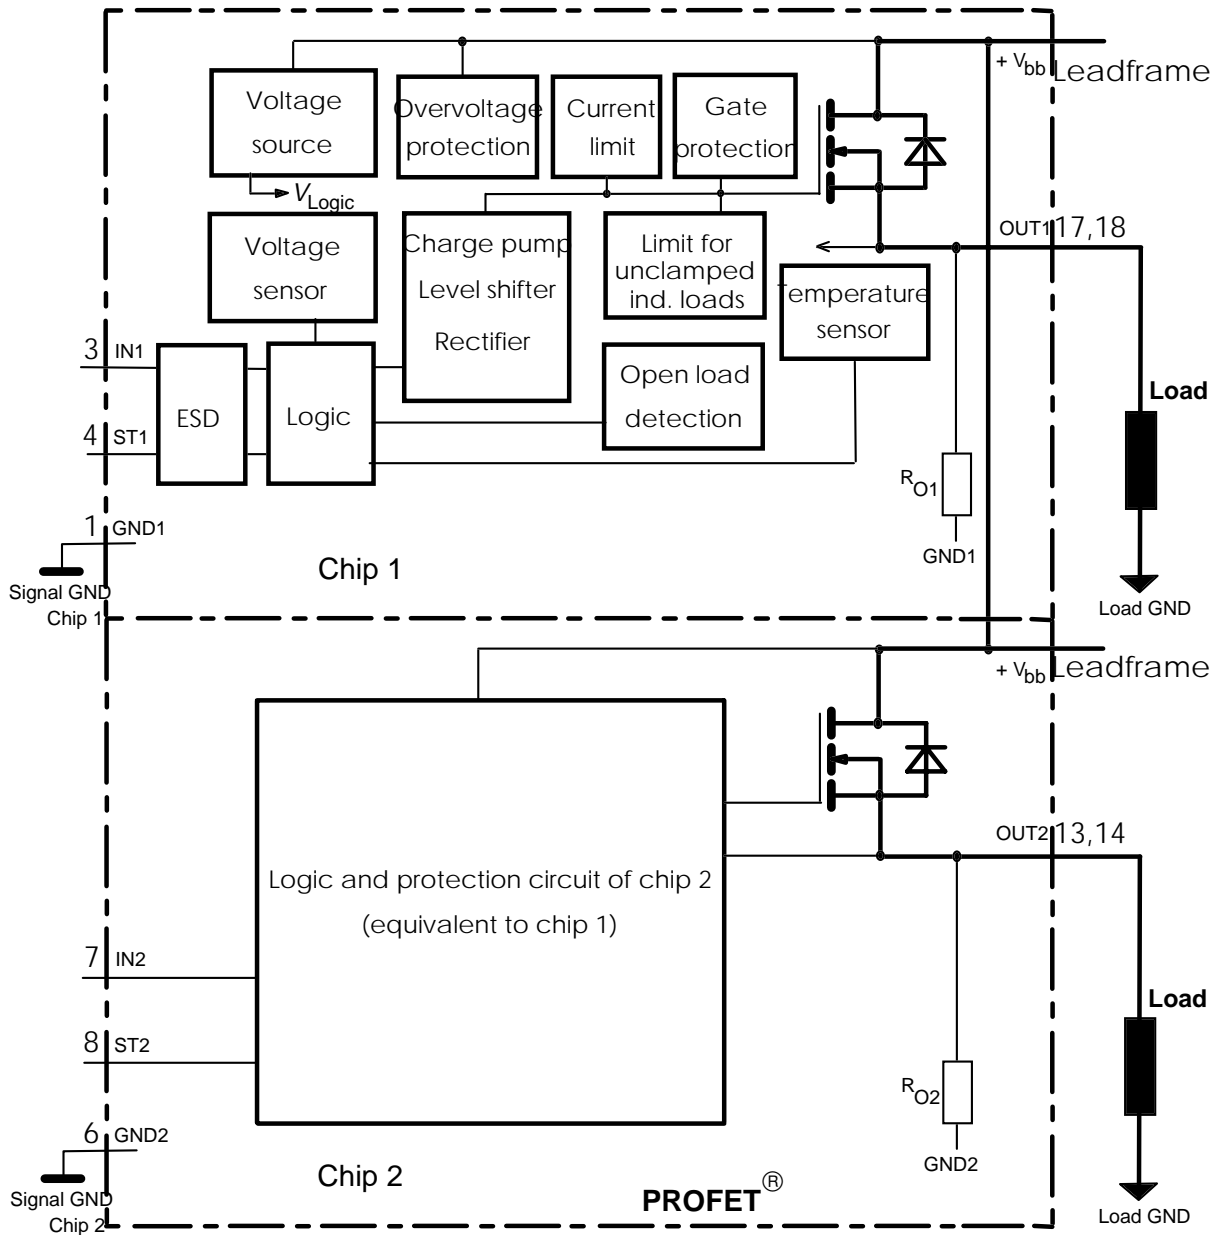 + Vbb Leadframe
Voltage
source
Overvoltage
protection
Current
limit
Gate
protection
VLogic
Voltage
sensor
Charge pump
Level shifter
Rectifier
Limit for
unclamped
ind. loads
OUT1 17,18
Temperature
sensor
3 IN1
ESD
Logic
Open load
detection
Load
4 ST1
RO1
1 GND1
GND1
Signal GND
Chip 1
Chip 1
Load GND
+ Vbb Leadframe
OUT2 13,14
Logic and protection circuit of chip 2
(equivalent to chip 1)
7 IN2
Load
8 ST2
RO2
6 GND2
GND2
Signal GND
Chip 2
Chip 2
PROFET®
Load GND